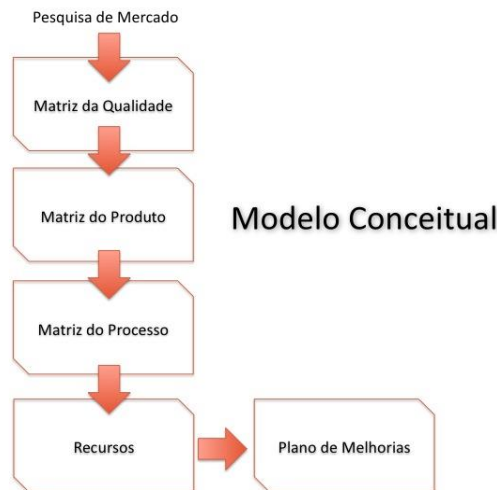 Pesquisa de Mercado
Matriz da Qualidade
Matriz do Produto
Modelo Conceitual
Matriz do Processo
Recursos
Plano de Melhorias